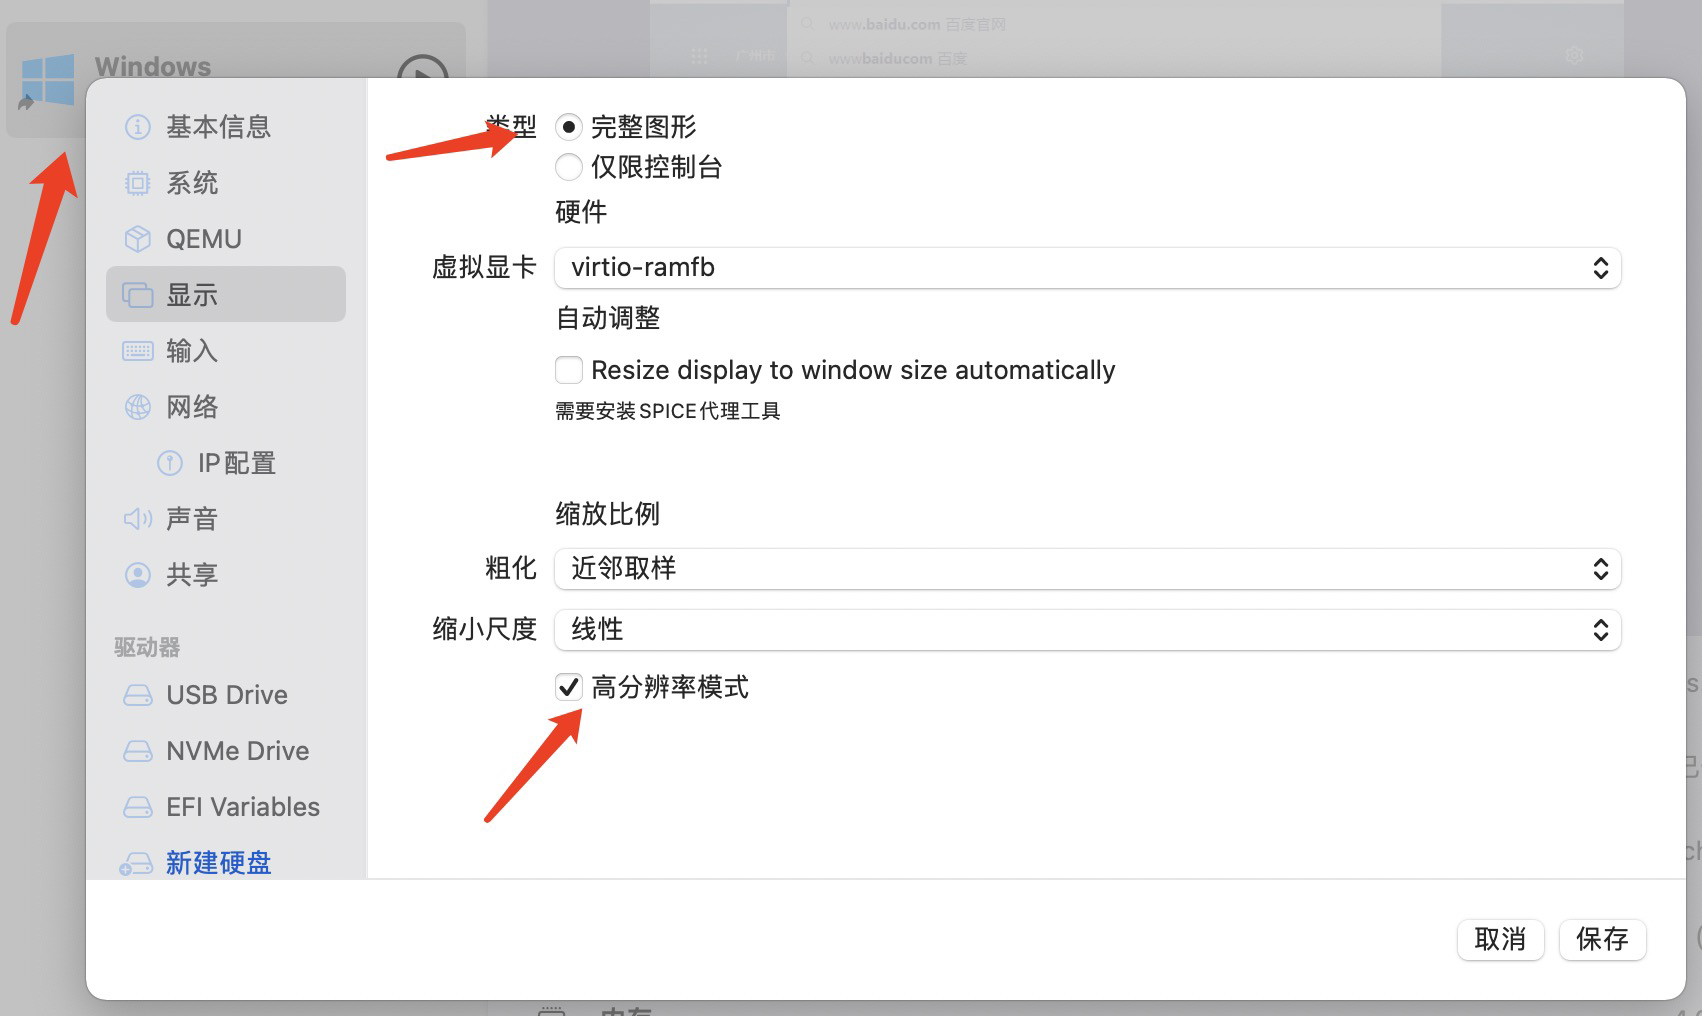 www.baidu.com 百度官网
广州市
wwwbaiducom 百度
Windows
基本信息
系统
QEMU
显示
输入
网络
IP配置
声音
共享
驱动器
USB Drive
NVMe Drive
EFI Variables
新建硬盘
类型
完整图形
仅限控制台
硬件
虚拟显卡
virtio-ramfb
自动调整
Resize display to window size automatically
需要安装SPICE代理工具
缩放比例
粗化
近邻取样
缩小尺度
线性
高分辨率模式
取消
保存
内存